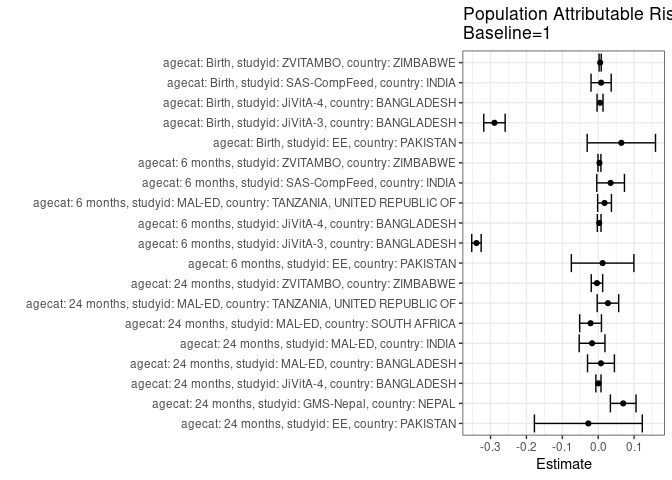 Population Attributable Ris
Baseline=1
agecat: Birth, studyid: ZVITAMBO, country: ZIMBABWE
agecat: Birth, studyid: SAS-CompFeed, country: INDIA
agecat: Birth, studyid: JiVitA-4, country: BANGLADESH
agecat: Birth, studyid: JiVitA-3, country: BANGLADESH
agecat: Birth, studyid: EE, country: PAKISTAN
agecat: 6 months, studyid: ZVITAMBO, country: ZIMBABWE
agecat: 6 months, studyid: SAS-CompFeed, country: INDIA
agecat: 6 months, studyid: MAL-ED, country: TANZANIA, UNITED REPUBLIC OF
agecat: 6 months, studyid: JiVitA-4, country: BANGLADESH
agecat: 6 months, studyid: JiVitA-3, country: BANGLADESH
agecat: 6 months, studyid: EE, country: PAKISTAN
agecat: 24 months, studyid: ZVITAMBO, country: ZIMBABWE
agecat: 24 months, studyid: MAL-ED, country: TANZANIA, UNITED REPUBLIC OF
agecat: 24 months, studyid: MAL-ED, country: SOUTH AFRICA
agecat: 24 months, studyid: MAL-ED, country: INDIA
agecat: 24 months, studyid: MAL-ED, country: BANGLADESH
agecat: 24 months, studyid: JiVitA-4, country: BANGLADESH
agecat: 24 months, studyid: GMS-Nepal, country: NEPAL
agecat: 24 months, studyid: EE, country: PAKISTAN
-0.3 -0.2 -0.1 0.0 0.1
Estimate